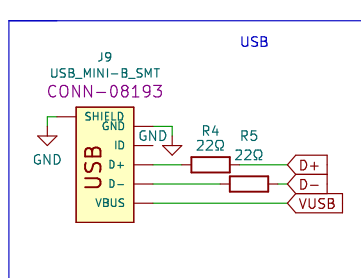 USB
J9
USB_MINI-B_SMT
CONN-08193
SHIELD
GND
GND
GND
ID
D+
D-
VBUS
USB
R4
22Ω
R5
22Ω
D+
D-
VUSB